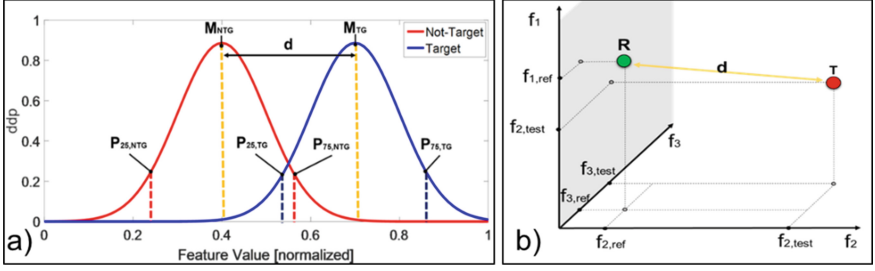 M_NTG M_TG
d
Not-Target
Target
P_25,NTG P_25,TG P_75,NTG P_75,TG
1
0.8
0.6
0.4
0.2
0
ddp
0 0.2 0.4 0.6 0.8 1
Feature Value [normalized]
a)
f_1
R
T
d
f_1,ref
f_2,test
f_3
f_3,test
f_3,ref
f_2,ref f_2,test f_2
b)